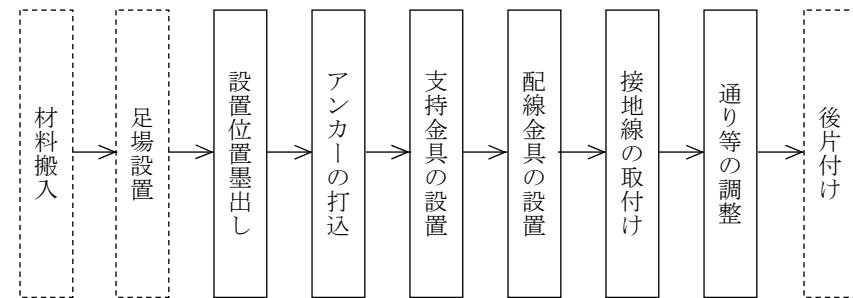 材料搬入
足場設置
設置位置墨出し
アンカーの打込
支持金具の設置
配線金具の設置
接地線の取付け
通り等の調整
後片付け